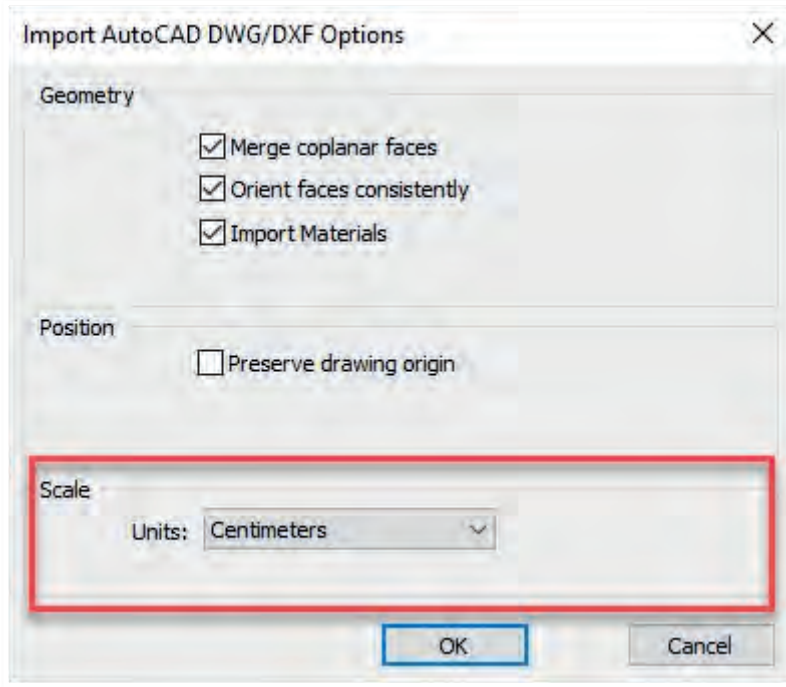 Import AutoCAD DWG/DXF Options
Geometry
Merge coplanar faces
Orient faces consistently
Import Materials
Position
Preserve drawing origin
Scale
Units: Centimeters
OK Cancel